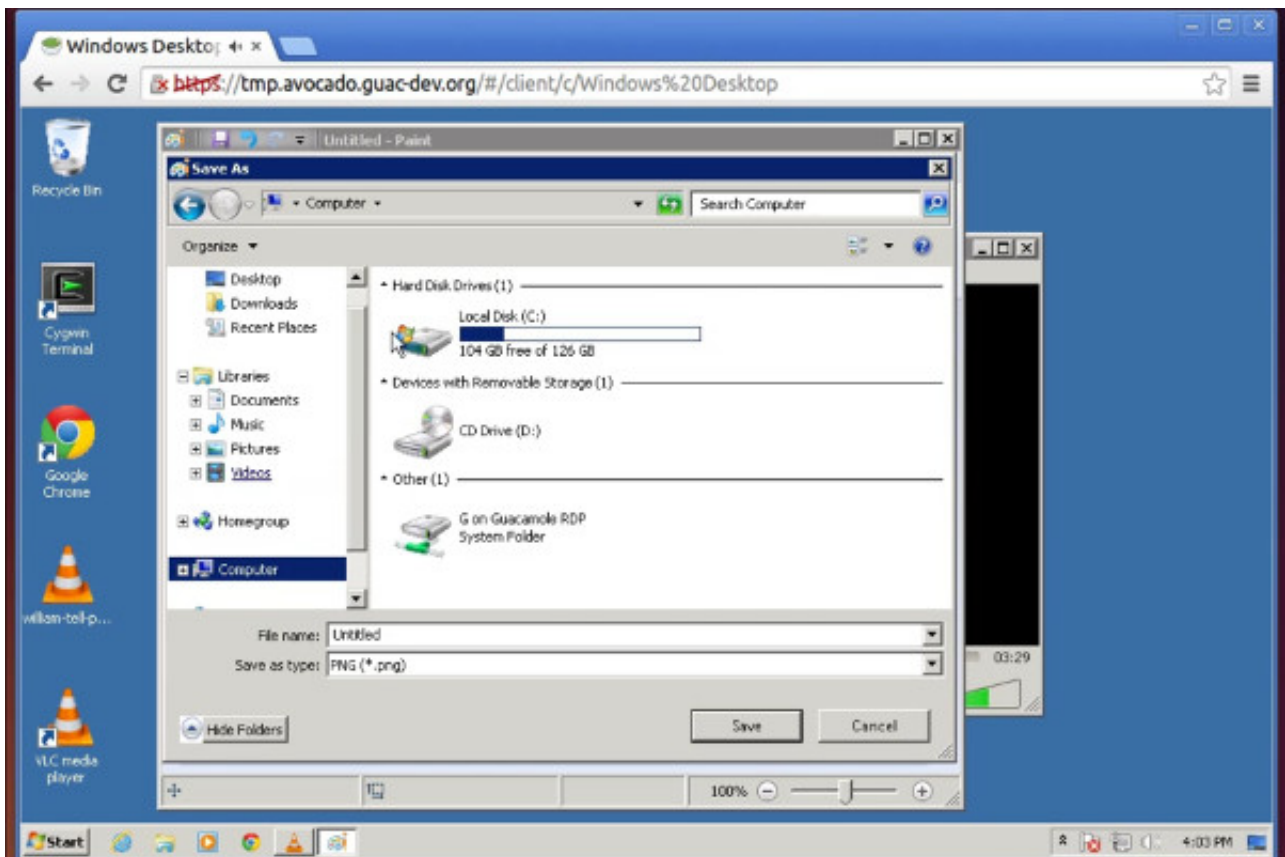 Windows Desktop
https://tmp.avocado.guac-dev.org/#/client/c/Windows%20Desktop
Recycle Bin
Cygwin
Terminal
Google
Chrome
william-tell-p...
VLC media
player
Untitled - Paint
Save As
Computer
Search Computer
Organize
Desktop
Downloads
Recent Places
Libraries
Documents
Music
Pictures
Videos
Homegroup
Computer
Hard Disk Drives (1)
Local Disk (C:)
104 GB free of 126 GB
Devices with Removable Storage (1)
CD Drive (D:)
Other (1)
G on Guacamole RDP
System Folder
File name: Untitled
Save as type: PNG (*.png)
Hide Folders
Save
Cancel
03:29
100%
Start
4:03 PM